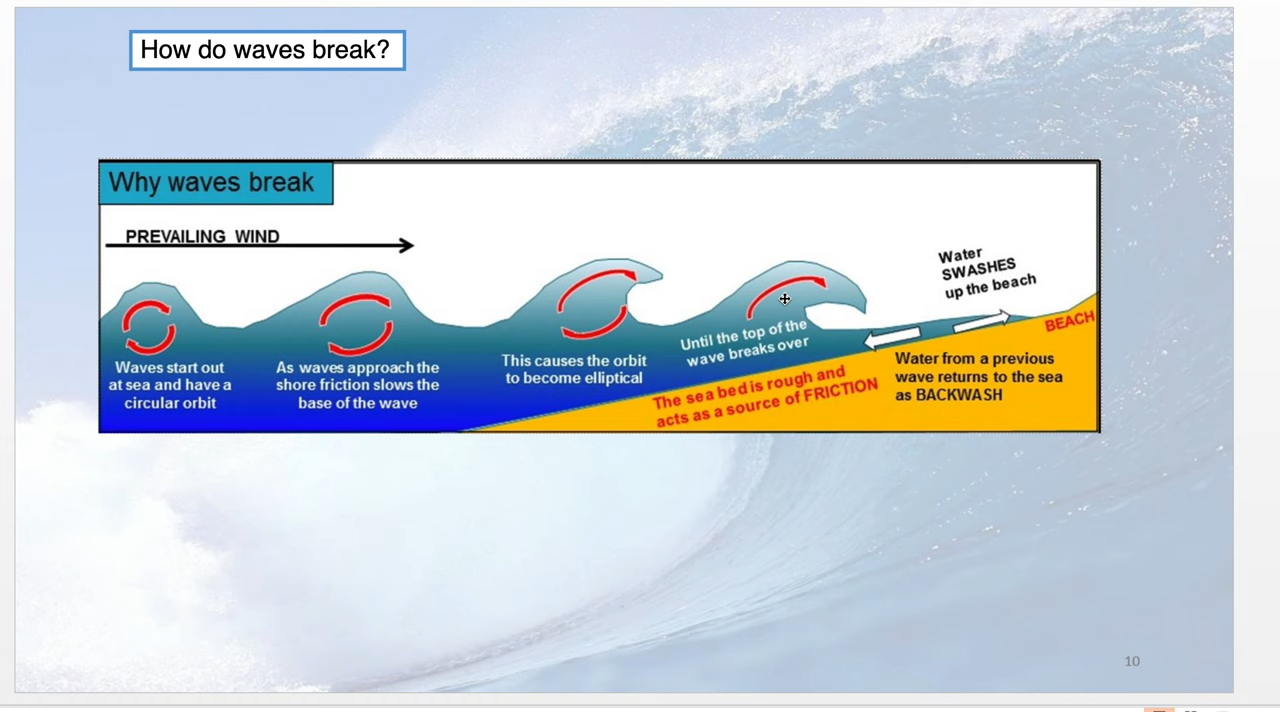 How do waves break?
Why waves break
PREVAILING WIND
Waves start out
at sea and have a
circular orbit
As waves approach the
shore friction slows the
base of the wave
This causes the orbit
to become elliptical
Until the top of the
wave breaks over
The sea bed is rough and
acts as a source of FRICTION
Water
SWASHES
up the beach
BEACH
Water from a previous
wave returns to the sea
as BACKWASH
10